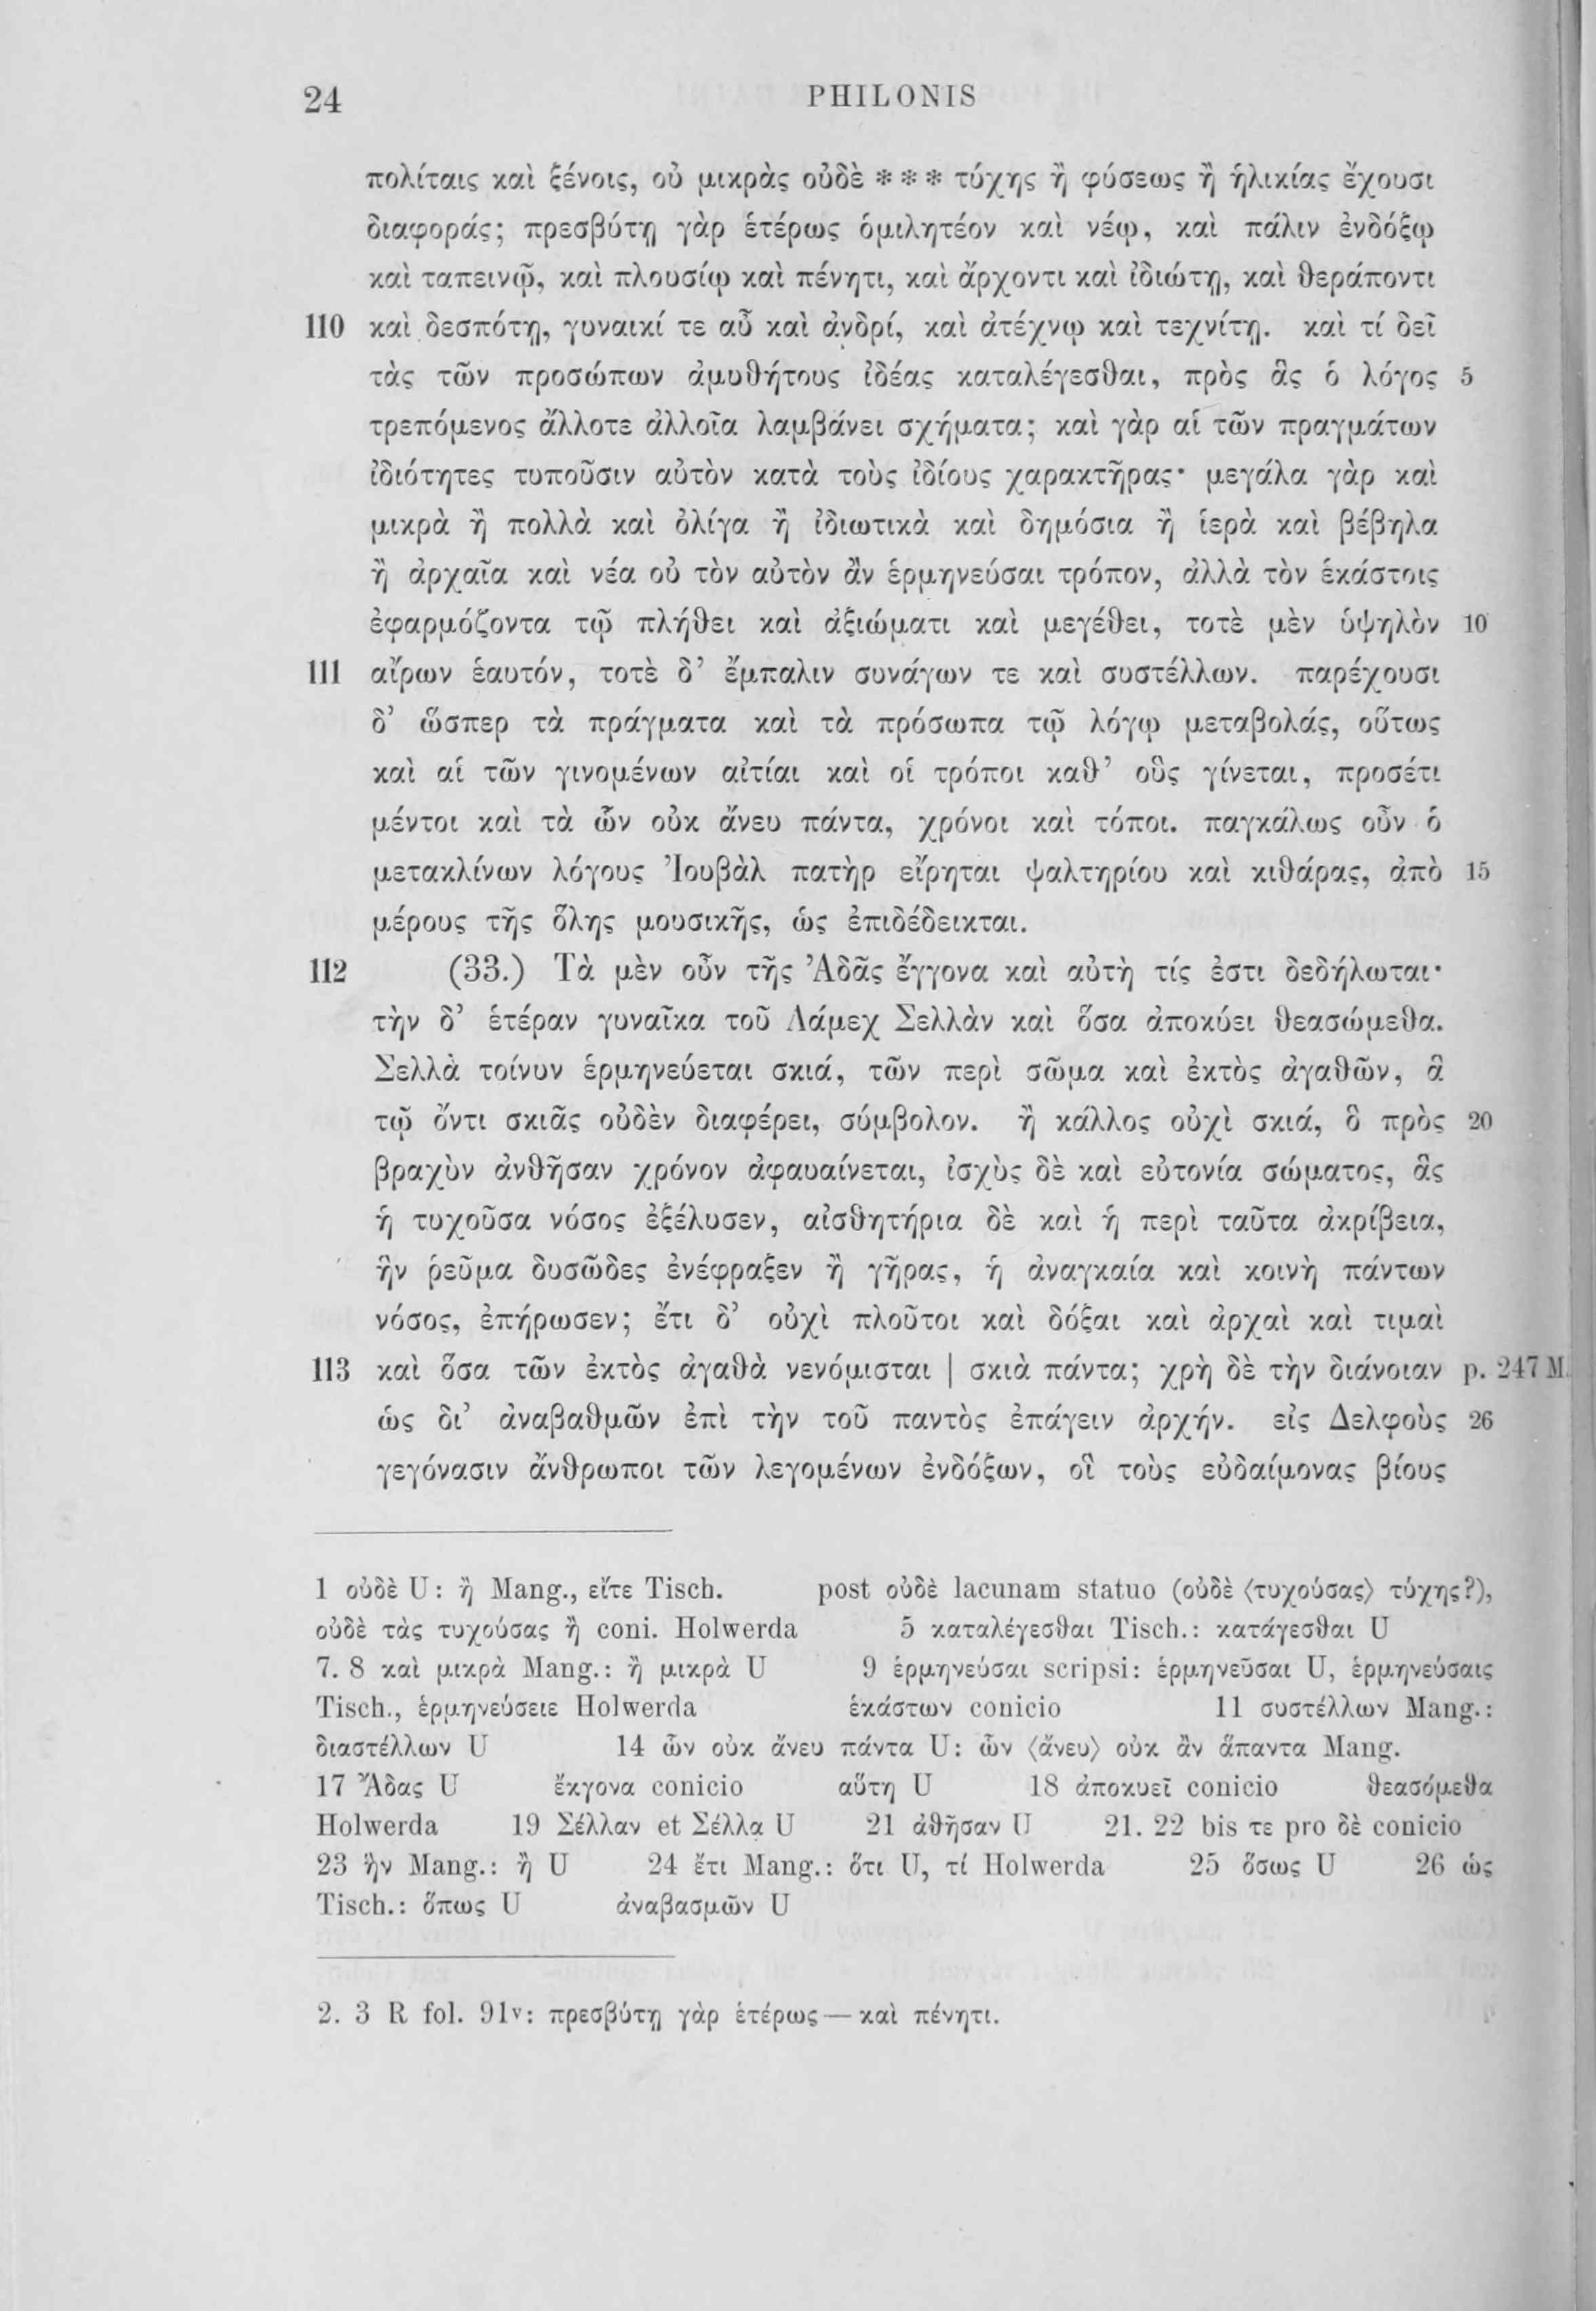 24 PHILONIS
πολίταις καὶ ξένοις, οὐ μικρὰς οὐδὲ * * * τύχης ἢ φύσεως ἢ ἡλικίας ἔχουσι
διαφοράς; πρεσβύτῃ γὰρ ἑτέρως ὁμιλητέον καὶ νέῳ, καὶ πάλιν ἐνδόξῳ
καὶ ταπεινῷ, καὶ πλουσίῳ καὶ πένητι, καὶ ἄρχοντι καὶ ἰδιώτῃ, καὶ θεράποντι
110 καὶ δεσπότῃ, γυναικί τε αὖ καὶ ἀνδρί, καὶ ἀτέχνῳ καὶ τεχνίτῃ. καὶ τί δεῖ
τὰς τῶν προσώπων ἀμυθήτους ἰδέας καταλέγεσθαι, πρὸς ἃς ὁ λόγος 5
τρεπόμενος ἄλλοτε ἀλλοῖα λαμβάνει σχήματα; καὶ γὰρ αἱ τῶν πραγμάτων
ἰδιότητες τυποῦσιν αὐτὸν κατὰ τοὺς ἰδίους χαρακτῆρας· μεγάλα γὰρ καὶ
μικρὰ ἢ πολλὰ καὶ ὀλίγα ἢ ἰδιωτικὰ καὶ δημόσια ἢ ἱερὰ καὶ βέβηλα
ἢ ἀρχαῖα καὶ νέα οὐ τὸν αὐτὸν ἂν ἑρμηνεύσαι τρόπον, ἀλλὰ τὸν ἑκάστοις
ἐφαρμόζοντα τῷ πλήθει καὶ ἀξιώματι καὶ μεγέθει, τοτὲ μὲν ὑψηλὸν 10
111 αἴρων ἑαυτόν, τοτὲ δ’ ἔμπαλιν συνάγων τε καὶ συστέλλων. παρέχουσι
δ’ ὥσπερ τὰ πράγματα καὶ τὰ πρόσωπα τῷ λόγῳ μεταβολάς, οὕτως
καὶ αἱ τῶν γινομένων αἰτίαι καὶ οἱ τρόποι καθ’ οὓς γίνεται, προσέτι
μέντοι καὶ τὰ ὧν οὐκ ἄνευ πάντα, χρόνοι καὶ τόποι. παγκάλως οὖν ὁ
μετακλίνων λόγους Ἰουβὰλ πατὴρ εἴρηται ψαλτηρίου καὶ κιθάρας, ἀπὸ 15
μέρους τῆς ὅλης μουσικῆς, ὡς ἐπιδέδεικται.
112 (33.) Τὰ μὲν οὖν τῆς Ἀδᾶς ἔγγονα καὶ αὐτὴ τίς ἐστι δεδήλωται·
τὴν δ’ ἑτέραν γυναῖκα τοῦ Λάμεχ Σελλὰν καὶ ὅσα ἀποκύει θεασώμεθα.
Σελλὰ τοίνυν ἑρμηνεύεται σκιά, τῶν περὶ σῶμα καὶ ἐκτὸς ἀγαθῶν, ἃ
τῷ ὄντι σκιᾶς οὐδὲν διαφέρει, σύμβολον. ἢ κάλλος οὐχὶ σκιά, ὃ πρὸς 20
βραχὺν ἀνθῆσαν χρόνον ἀφαυαίνεται, ἰσχὺς δὲ καὶ εὐτονία σώματος, ἃς
ἡ τυχοῦσα νόσος ἐξέλυσεν, αἰσθητήρια δὲ καὶ ἡ περὶ ταῦτα ἀκρίβεια,
ἣν ῥεῦμα δυσῶδες ἐνέφραξεν ἢ γῆρας, ἡ ἀναγκαία καὶ κοινὴ πάντων
νόσος, ἐπήρωσεν; ἔτι δ’ οὐχὶ πλοῦτοι καὶ δόξαι καὶ ἀρχαὶ καὶ τιμαὶ
113 καὶ ὅσα τῶν ἐκτὸς ἀγαθὰ νενόμισται | σκιὰ πάντα; χρὴ δὲ τὴν διάνοιαν p. 247 M.
ὡς δι’ ἀναβαθμῶν ἐπὶ τὴν τοῦ παντὸς ἐπάγειν ἀρχήν. εἰς Δελφοὺς 26
γεγόνασιν ἄνθρωποι τῶν λεγομένων ἐνδόξων, οἳ τοὺς εὐδαίμονας βίους
1 οὐδὲ U: ἢ Mang., εἴτε Tisch. post οὐδὲ lacunam statuo (οὐδὲ ⟨τυχούσας⟩ τύχης?),
οὐδὲ τὰς τυχούσας ἢ coni. Holwerda 5 καταλέγεσθαι Tisch.: κατάγεσθαι U
7. 8 καὶ μικρὰ Mang.: ἢ μικρὰ U 9 ἑρμηνεύσαι scripsi: ἑρμηνεῦσαι U, ἑρμηνεύσαις
Tisch., ἑρμηνεύσειε Holwerda ἑκάστων conicio 11 συστέλλων Mang.:
διαστέλλων U 14 ὧν οὐκ ἄνευ πάντα U: ὧν ⟨ἄνευ⟩ οὐκ ἂν ἅπαντα Mang.
17 Ἄδας U ἔκγονα conicio αὕτη U 18 ἀποκυεῖ conicio θεασόμεθα
Holwerda 19 Σέλλαν et Σέλλα U 21 ἀθῆσαν U 21. 22 bis τε pro δὲ conicio
23 ἣν Mang.: ἢ U 24 ἔτι Mang.: ὅτι U, τί Holwerda 25 ὅσως U 26 ὡς
Tisch.: ὅπως U ἀναβασμῶν U
2. 3 R fol. 91v: πρεσβύτῃ γὰρ ἑτέρως — καὶ πένητι.